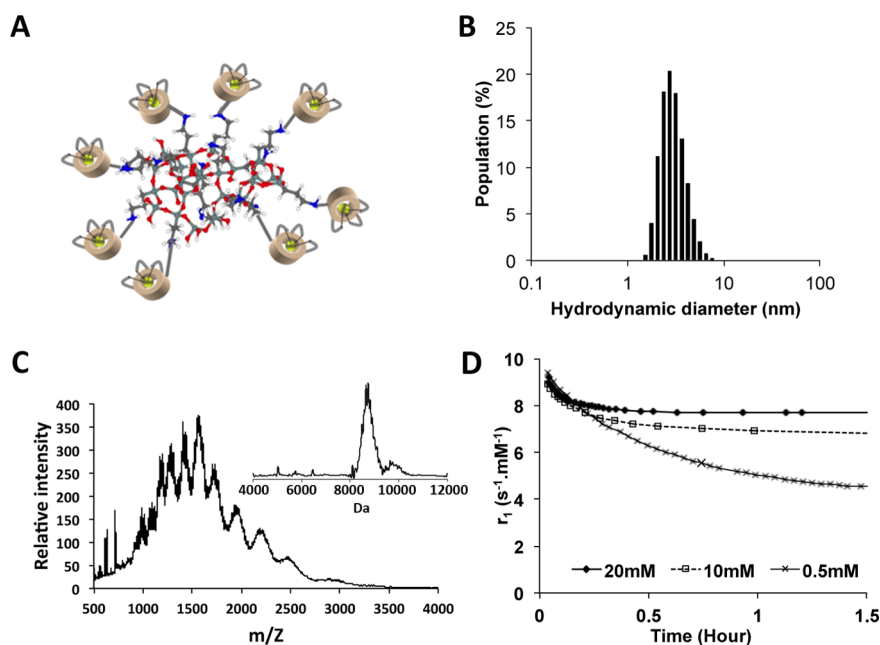 A
B
Population (%)
25
20
15
10
5
0
0.1 1 10 100
Hydrodynamic diameter (nm)
C
Relative intensity
400
350
300
250
200
150
100
50
0
500 1000 1500 2000 2500 3000 3500 4000
m/Z
4000 6000 8000 10000 12000
Da
D
r₁ (s⁻¹.mM⁻¹)
10
8
6
4
2
0
20mM 10mM 0.5mM
0 0.5 1 1.5
Time (Hour)